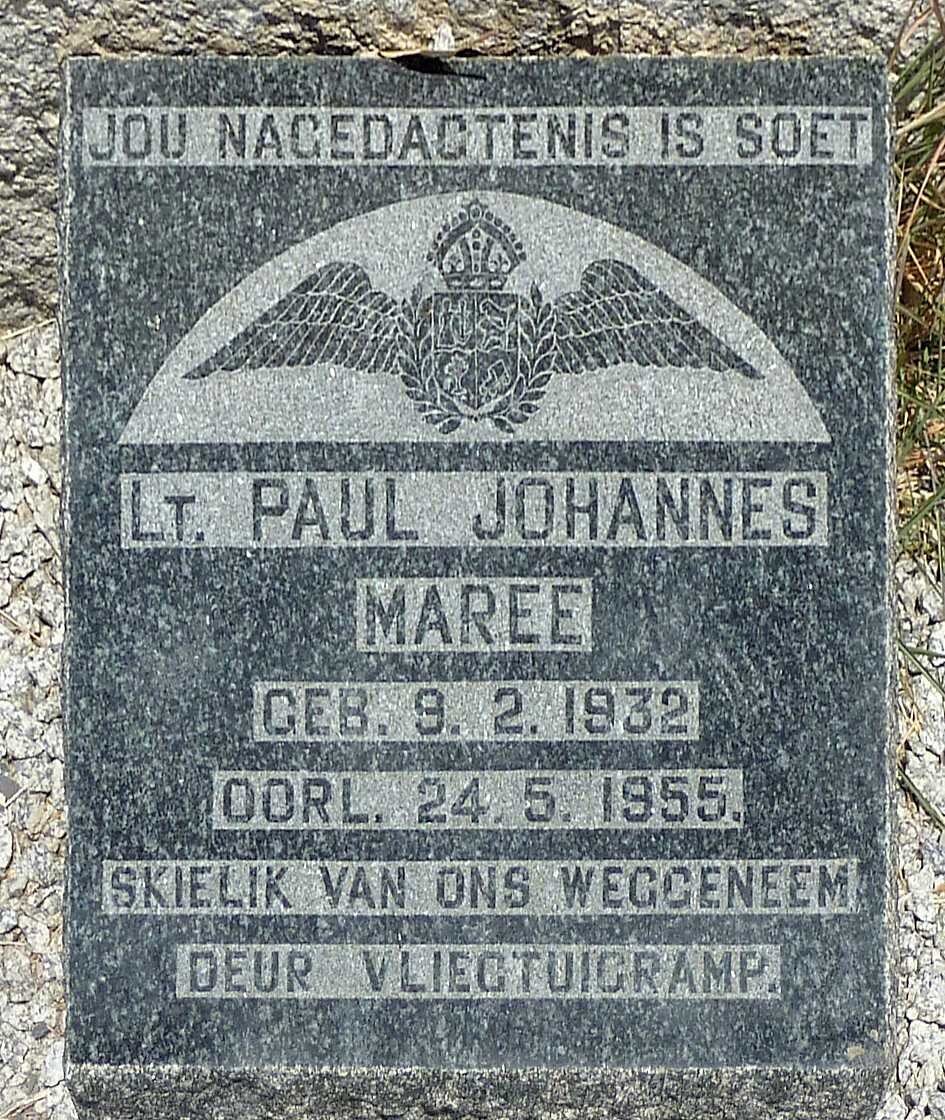 JOU NAGEDAGTENIS IS SOET
LT. PAUL JOHANNES
MAREE
GEB. 9. 2. 1932
OORL. 24. 5. 1955.
SKIELIK VAN ONS WEGGENEEM
DEUR VLIEGTUIGRAMP.